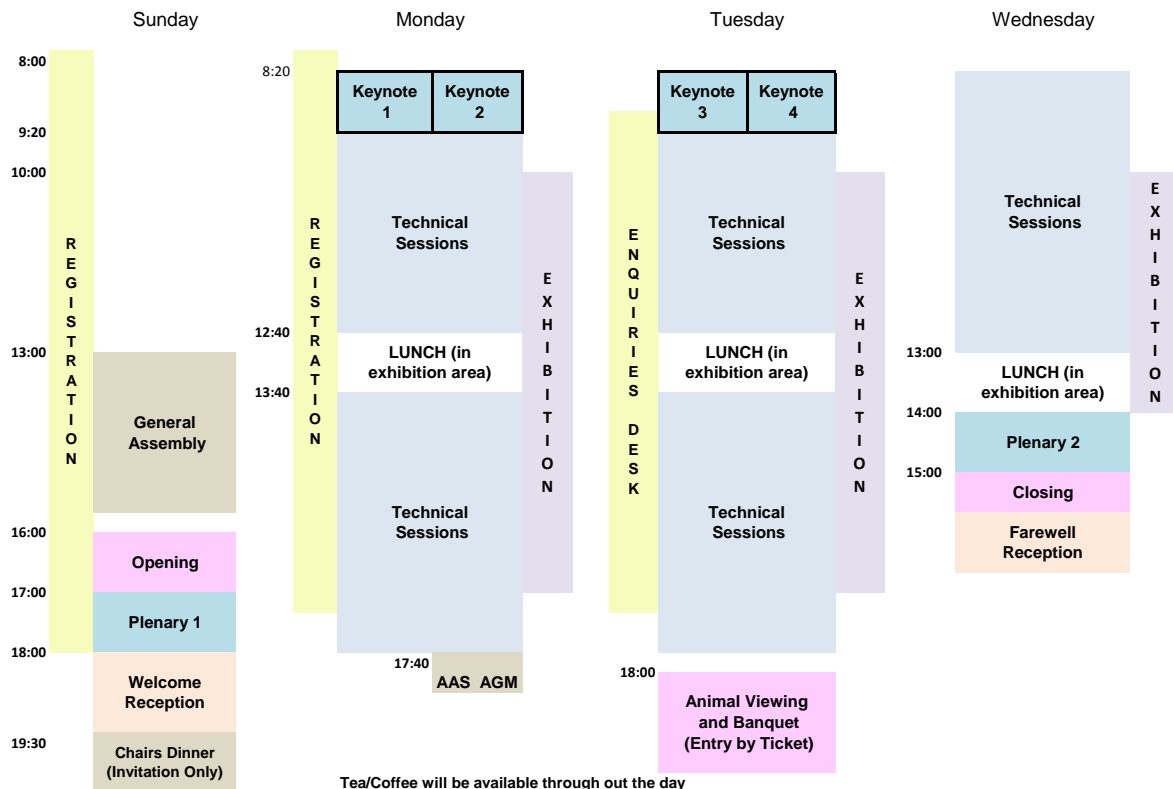 Sunday
Monday
Tuesday
Wednesday
8:00
9:20
10:00
13:00
16:00
17:00
18:00
19:30
REGISTRATION
General
Assembly
Opening
Plenary 1
Welcome
Reception
Chairs Dinner
(Invitation Only)
8:20
12:40
13:40
17:40
REGISTRATION
Keynote
1
Keynote
2
Technical
Sessions
LUNCH (in
exhibition area)
Technical
Sessions
AAS AGM
EXHIBITION
ENQUIRIES DESK
Keynote
3
Keynote
4
Technical
Sessions
LUNCH (in
exhibition area)
Technical
Sessions
18:00
Animal Viewing
and Banquet
(Entry by Ticket)
EXHIBITION
13:00
14:00
15:00
Technical
Sessions
LUNCH (in
exhibition area)
Plenary 2
Closing
Farewell
Reception
EXHIBITION
Tea/Coffee will be available through out the day